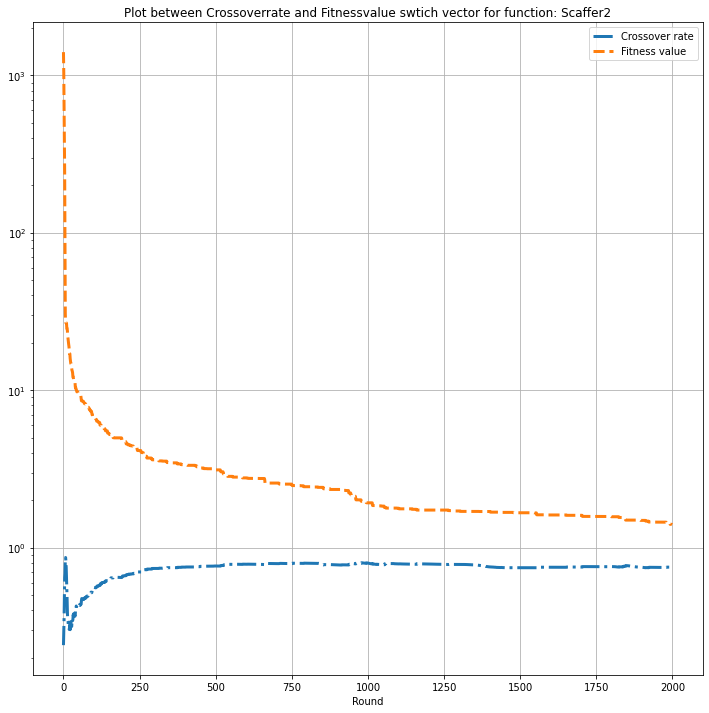 Plot between Crossoverrate and Fitnessvalue swtich vector for function: Scaffer2
Crossover rate
Fitness value
10³
10²
10¹
10⁰
0 250 500 750 1000 1250 1500 1750 2000
Round